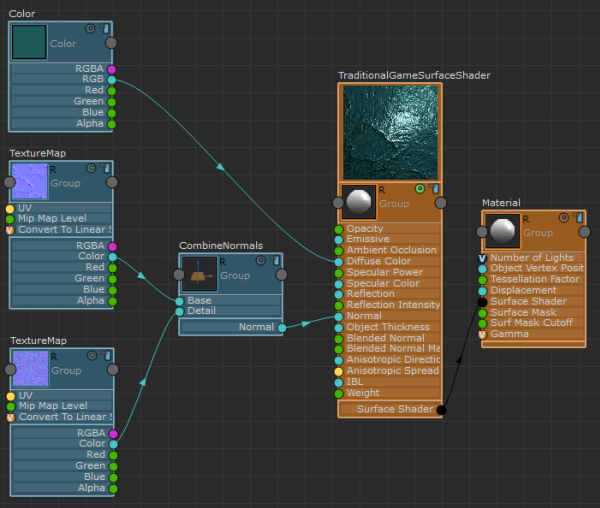 Color
Color
RGBA
RGB
Red
Green
Blue
Alpha
TextureMap
R
Group
UV
Mip Map Level
Convert To Linear S
RGBA
Color
Red
Green
Blue
Alpha
TextureMap
R
Group
UV
Mip Map Level
Convert To Linear S
RGBA
Color
Red
Green
Blue
Alpha
CombineNormals
R
Group
Base
Detail
Normal
TraditionalGameSurfaceShader
R
Group
Opacity
Emissive
Ambient Occlusion
Diffuse Color
Specular Power
Specular Color
Reflection
Reflection Intensity
Normal
Object Thickness
Blended Normal
Blended Normal Ma
Anisotropic Directio
Anisotropic Spread
IBL
Weight
Surface Shader
Material
R
Group
V Number of Lights
Object Vertex Posit
Tessellation Factor
Displacement
Surface Shader
Surface Mask
Surf Mask Cutoff
Gamma